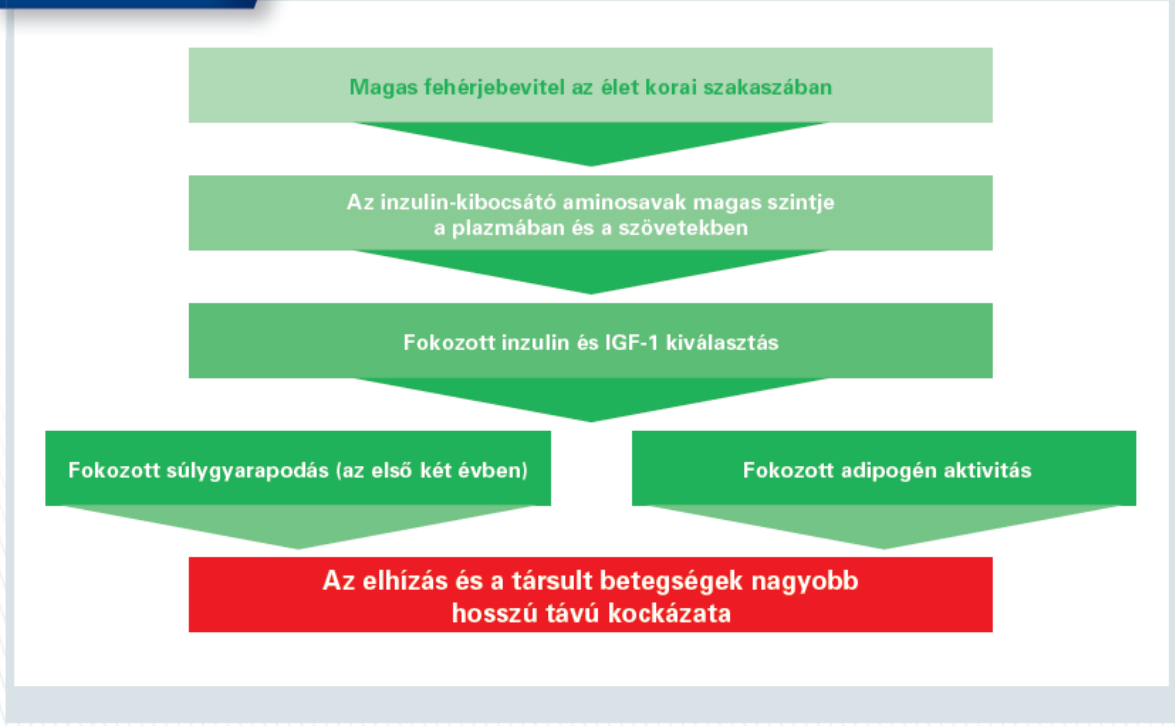 Magas fehérjebevitel az élet korai szakaszában
Az inzulin-kibocsátó aminosavak magas szintje
a plazmában és a szövetekben
Fokozott inzulin és IGF-1 kiválasztás
Fokozott súlygyarapodás (az első két évben)
Fokozott adipogén aktivitás
Az elhízás és a társult betegségek nagyobb
hosszú távú kockázata